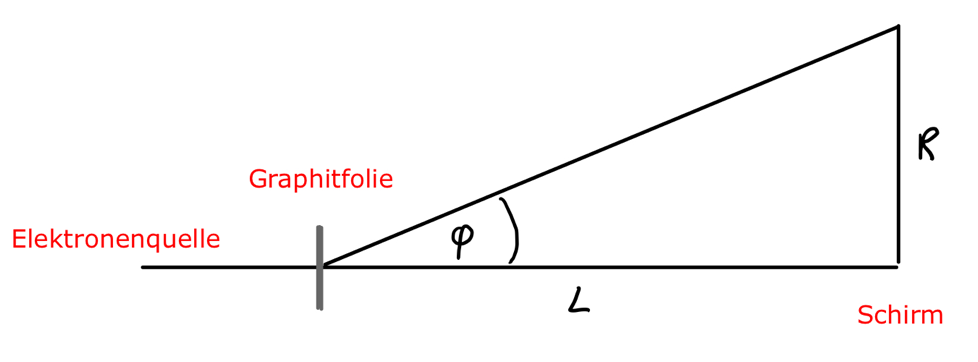 Graphitfolie
R
Elektronenquelle
φ
L
Schirm